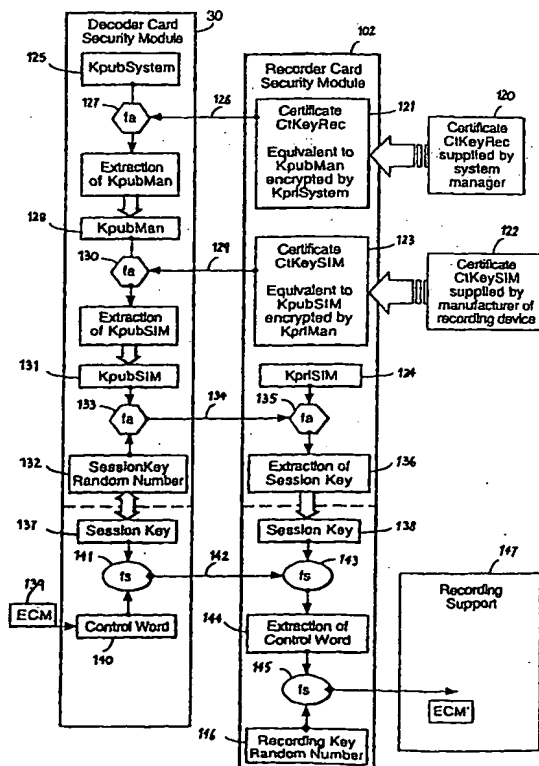 Decoder Card
Security Module
30
125
KpubSystem
127
fa
Extraction
of KpubMan
128
KpubMan
130
fa
Extraction
of KpubSIM
131
KpubSIM
133
fa
132
SessionKey
Random Number
137
Session Key
141
fs
139
ECM
Control Word
140
126
129
134
142
102
Recorder Card
Security Module
121
Certificate
CtKeyRec
Equivalent to
KpubMan
encrypted by
KpriSystem
123
Certificate
CtKeySIM
Equivalent to
KpubSIM
encrypted by
KpriMan
KpriSIM
124
135
fa
Extraction of
Session Key
136
Session Key
138
fs
143
144
Extraction of
Control Word
145
fs
146
Recording Key
Random Number
120
Certificate
CtKeyRec
supplied by
system
manager
122
Certificate
CtKeySIM
supplied by
manufacturer
of recording
device
147
Recording
Support
ECM'